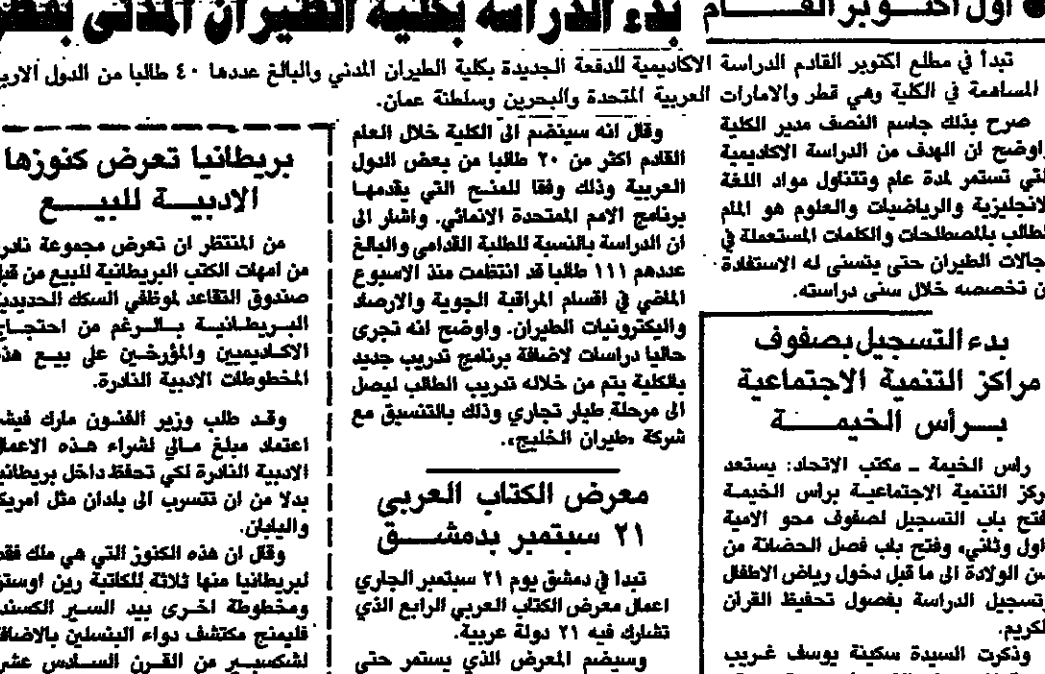 اول اكتوبر القادم
بدء الدراسة بكلية الطيران المدني بقطر
تبدأ في مطلع اكتوبر القادم الدراسة الاكاديمية للدفعة الجديدة بكلية الطيران المدني والبالغ عددها ٤٠ طالبا من الدول
المساهمة في الكلية وهي قطر والامارات العربية المتحدة والبحرين وسلطنة عمان.
صرح بذلك جاسم النصف مدير الكلية
واوضح ان الهدف من الدراسة الاكاديمية
التي تستمر لمدة عام وتتناول مواد اللغة
الانجليزية والرياضيات والعلوم هو المام
الطالب بالمصطلحات والكلمات المستعملة في
مجالات الطيران حتى يتسنى له الاستفادة
من تخصصه خلال سنى دراسته.
وقال انه سينضم الى الكلية خلال العام
القادم اكثر من ٢٠ طالبا من بعض الدول
العربية وذلك وفقا للمنح التي يقدمها
برنامج الامم المتحدة الانمائي. واشار الى
ان الدراسة بالنسبة للطلبة القدامى والبالغ
عددهم ١١١ طالبا قد انتظمت منذ الاسبوع
الماضي في اقسام المراقبة الجوية والارصاد
واليكترونيات الطيران. واوضح انه تجرى
حاليا دراسات لاضافة برنامج تدريب جديد
بالكلية يتم من خلاله تدريب الطالب ليصل
الى مرحلة طيار تجاري وذلك بالتنسيق مع
شركة «طيران الخليج».
بدء التسجيل بصفوف
مراكز التنمية الاجتماعية
بـــرأس الخيمـــــة
راس الخيمة ـ مكتب الاتحاد: يستعد
مركز التنمية الاجتماعية براس الخيمة
لفتح باب التسجيل لصفوف محو الامية
اول وثاني، وفتح باب فصل الحضانة من
سن الولادة الى ما قبل دخول رياض الاطفال
وتسجيل الدراسة بفصول تحفيظ القران
الكريم.
وذكرت السيدة سكينة يوسف غريب
معرض الكتاب العربي
٢١ سبتمبر بدمشـــق
تبدا في دمشق يوم ٢١ سبتمبر الجاري
اعمال معرض الكتاب العربي الرابع الذي
تشارك فيه ٢١ دولة عربية.
وسيضم المعرض الذي يستمر حتى
بريطانيا تعرض كنوزها
الادبيـــة للبيـــــع
من المنتظر ان تعرض مجموعة نادرة
من امهات الكتب البريطانية للبيع من قبل
صندوق التقاعد لموظفي السكك الحديدية
البريطانية بالرغم من احتجاج
الاكاديميين والمؤرخين على بيع هذه
المخطوطات الادبية النادرة.
وقد طلب وزير الفنون مارك فيشر
اعتماد مبلغ مالي لشراء هذه الاعمال
الادبية النادرة لكي تحفظ داخل بريطانيا
بدلا من ان تتسرب الى بلدان مثل امريكا
واليابان.
وقال ان هذه الكنوز التي هي ملك فقط
لبريطانيا منها ثلاثة للكاتبة رين اوستن
ومخطوطة اخرى بيد السير الكسندر
فليمنج مكتشف دواء البنسلين بالاضافة
لشكسبير من القرن السادس عشر